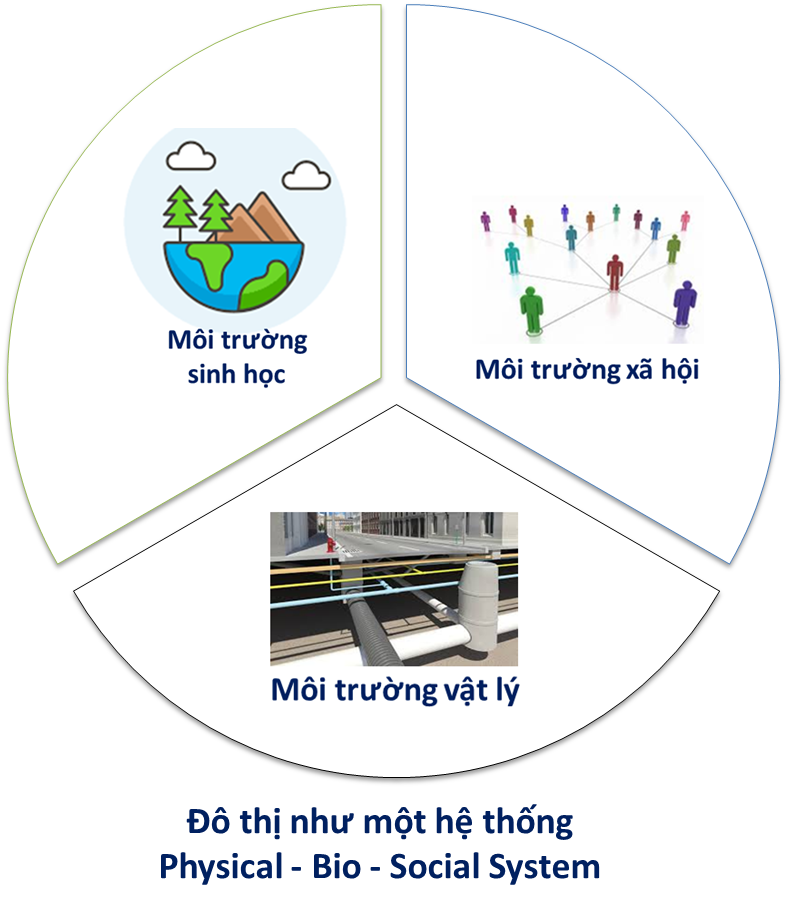 Môi trường
sinh học
Môi trường xã hội
Môi trường vật lý
Đô thị như một hệ thống
Physical - Bio - Social System